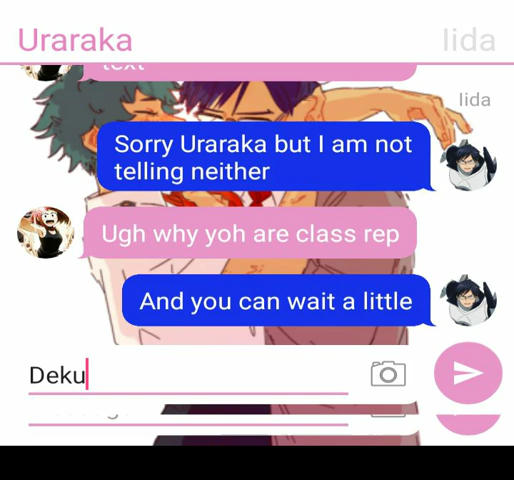 Uraraka
Iida
text
Iida
Sorry Uraraka but I am not
telling neither
Ugh why yoh are class rep
And you can wait a little
Deku